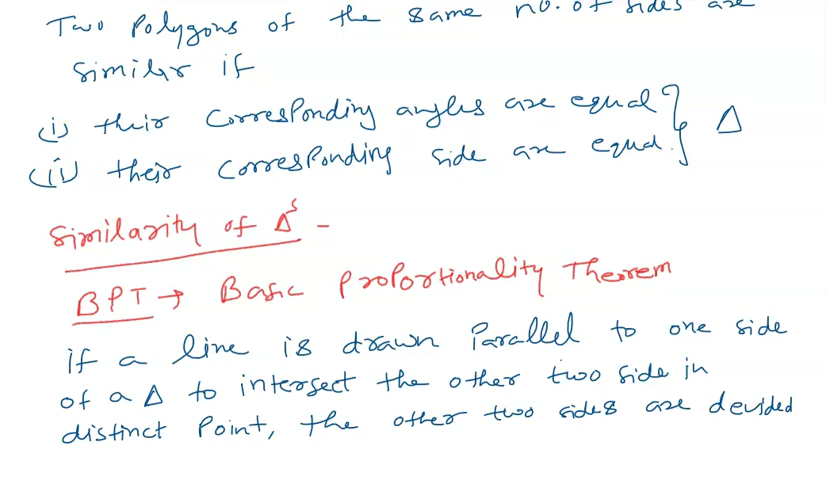 Two Polygons of the same no. of sides are
similar if
(i) their corresponding angles are equal
(ii) their corresponding side are equal. } Δ
Similarity of Δs -
BPT → Basic Proportionality Theorem
if a line is drawn Parallel to one side
of a Δ to intersect the other two side in
distinct Point, the other two sides are devided